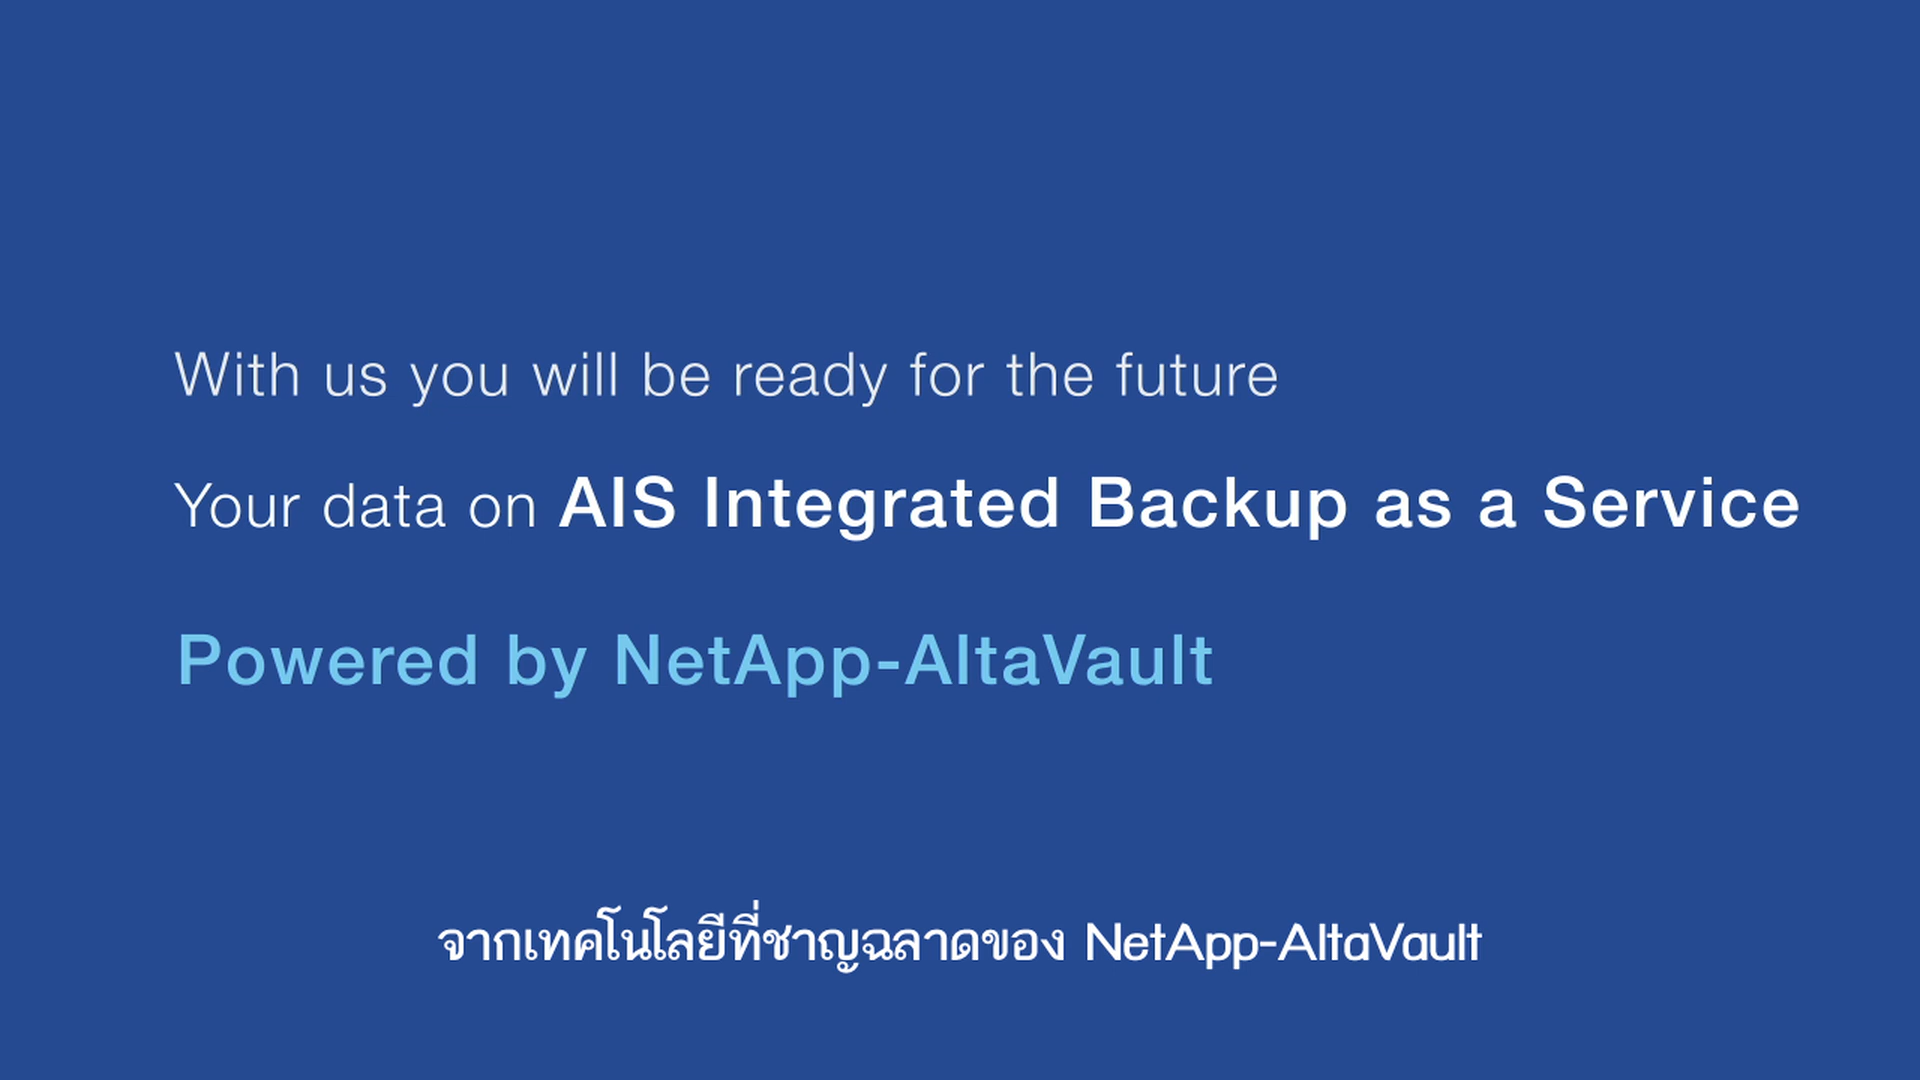 With us you will be ready for the future
Your data on AIS Integrated Backup as a Service
Powered by NetApp-AltaVault
จากเทคโนโลยีที่ชาญฉลาดของ NetApp-AltaVault